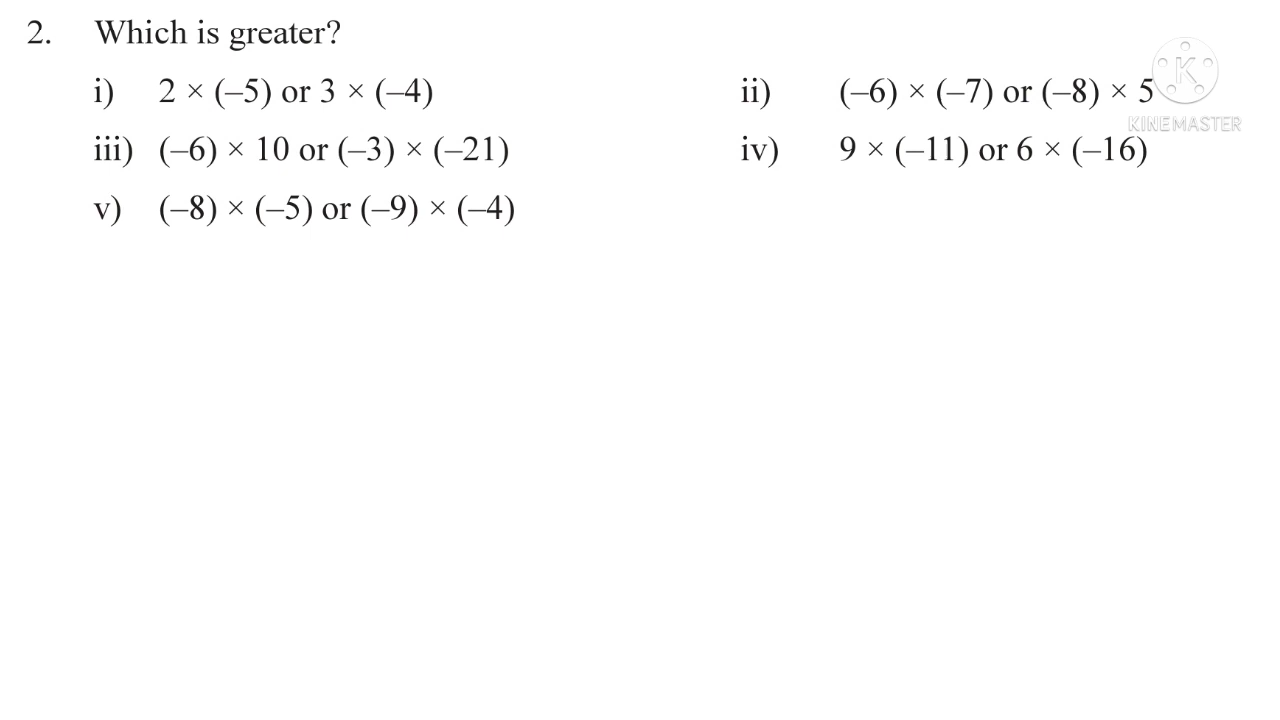 2. Which is greater?
i) 2 × (–5) or 3 × (–4) ii) (–6) × (–7) or (–8) × 5
K
KINEMASTER
iii) (–6) × 10 or (–3) × (–21) iv) 9 × (–11) or 6 × (–16)
v) (–8) × (–5) or (–9) × (–4)